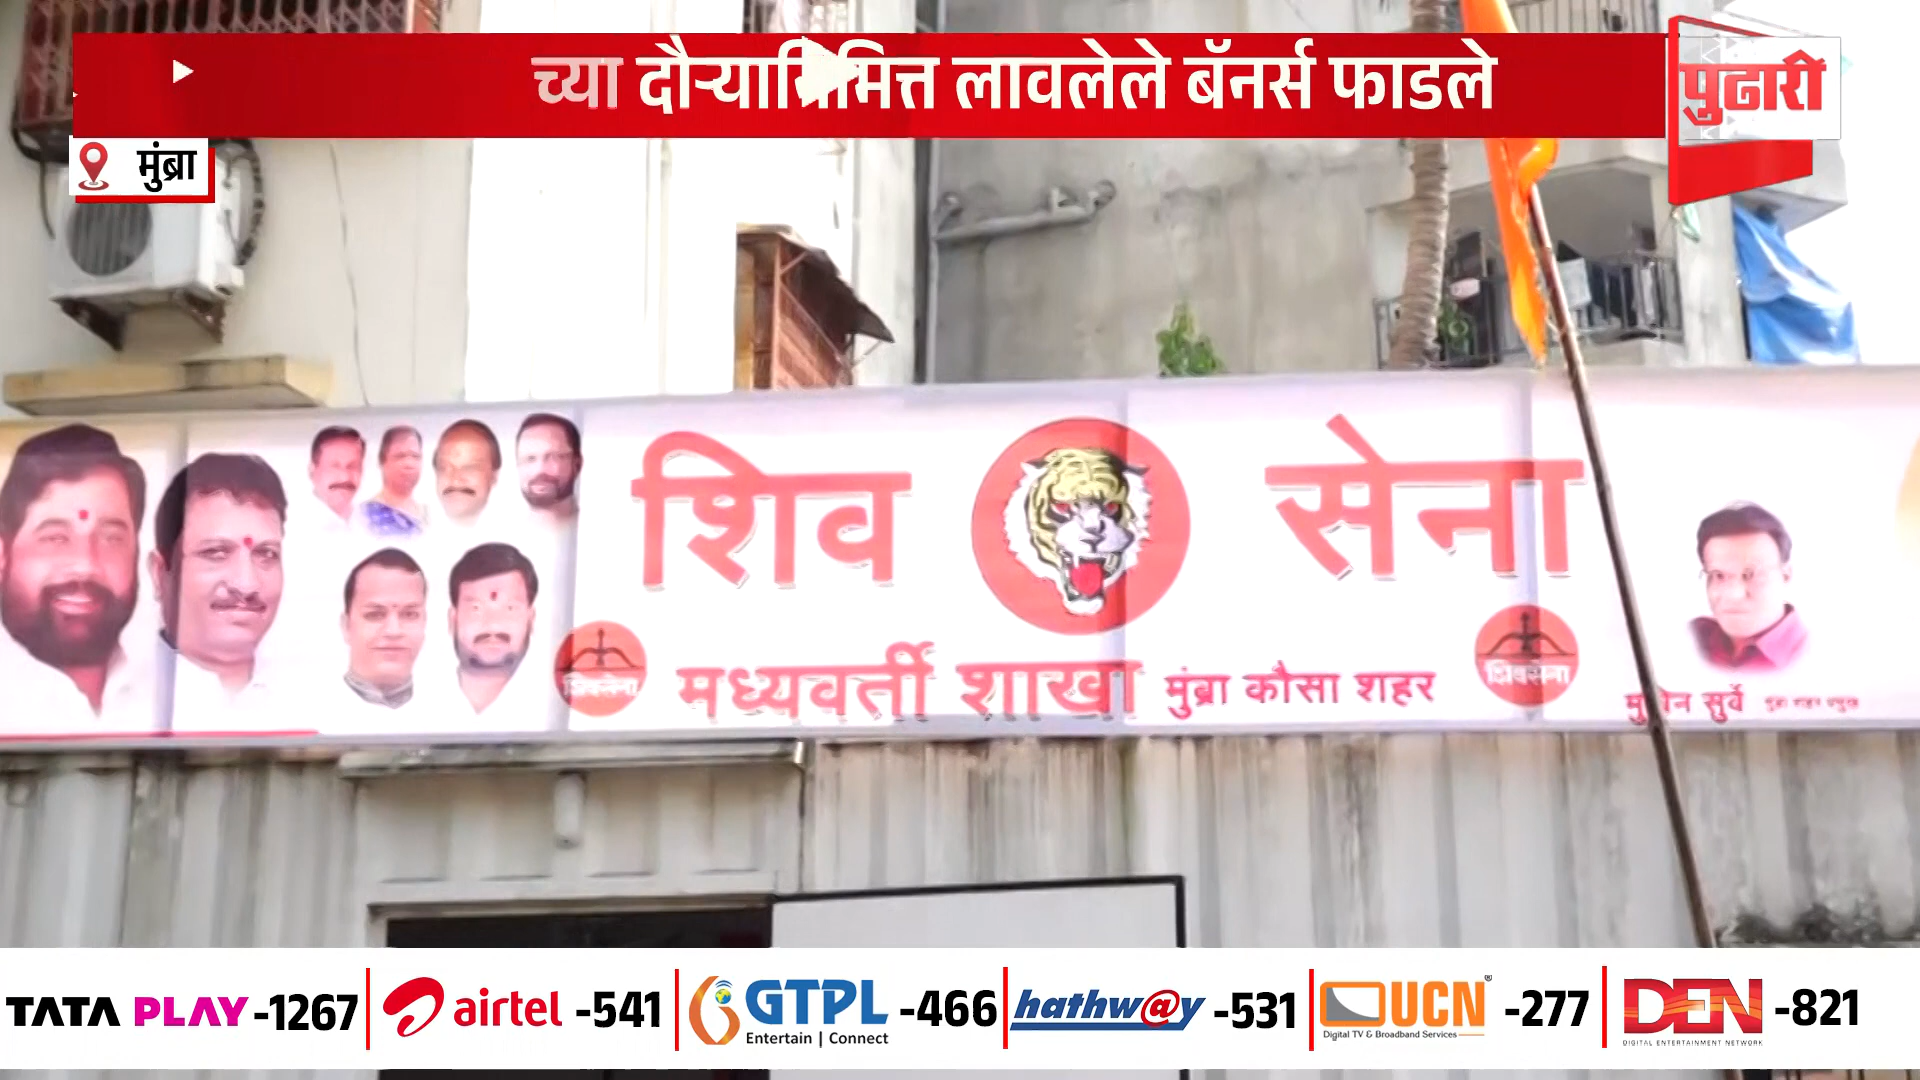 च्या दौऱ्यानिमित्त लावलेले बॅनर्स फाडले
पुढारी
मुंब्रा
शिव सेना
मध्यवर्ती शाखा मुंब्रा कौसा शहर
शिवसेना
शिवसेना
सुर्वे
TATA PLAY -1267
airtel -541
GTPL -466
Entertain | Connect
hathw@y -531
UCN -277
Digital TV & Broadband Services
DEN -821
DIGITAL ENTERTAINMENT NETWORK